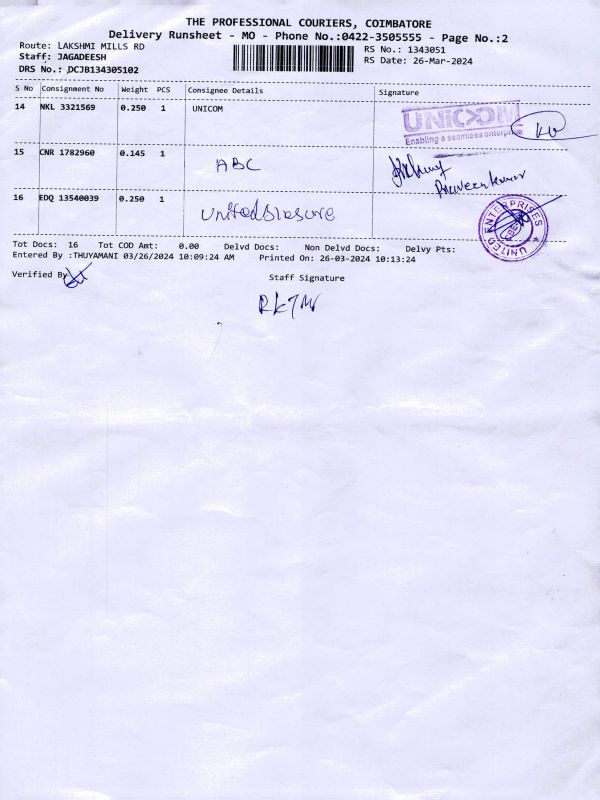 THE PROFESSIONAL COURIERS, COIMBATORE
Delivery Runsheet - MO - Phone No.:0422-3505555 - Page No.:2
Route: LAKSHMI MILLS RD
RS No.: 1343051
Staff: JAGADEESH
RS Date: 26-Mar-2024
DRS No.: DCJB134305102
S No Consignment No Weight PCS Consignee Details Signature
14 NKL 3321569 0.250 1 UNICOM
UNICOM
Enabling a seamless enterprise
15 CNR 1782960 0.145 1 ABC
Praveenkumar
16 EDQ 13540039 0.250 1
UNITED ENTERPRISES
Tot Docs: 16 Tot COD Amt: 0.00 Delvd Docs: Non Delvd Docs: Delvy Pts:
Entered By :THUYAMANI 03/26/2024 10:09:24 AM Printed On: 26-03-2024 10:13:24
Verified By
Staff Signature